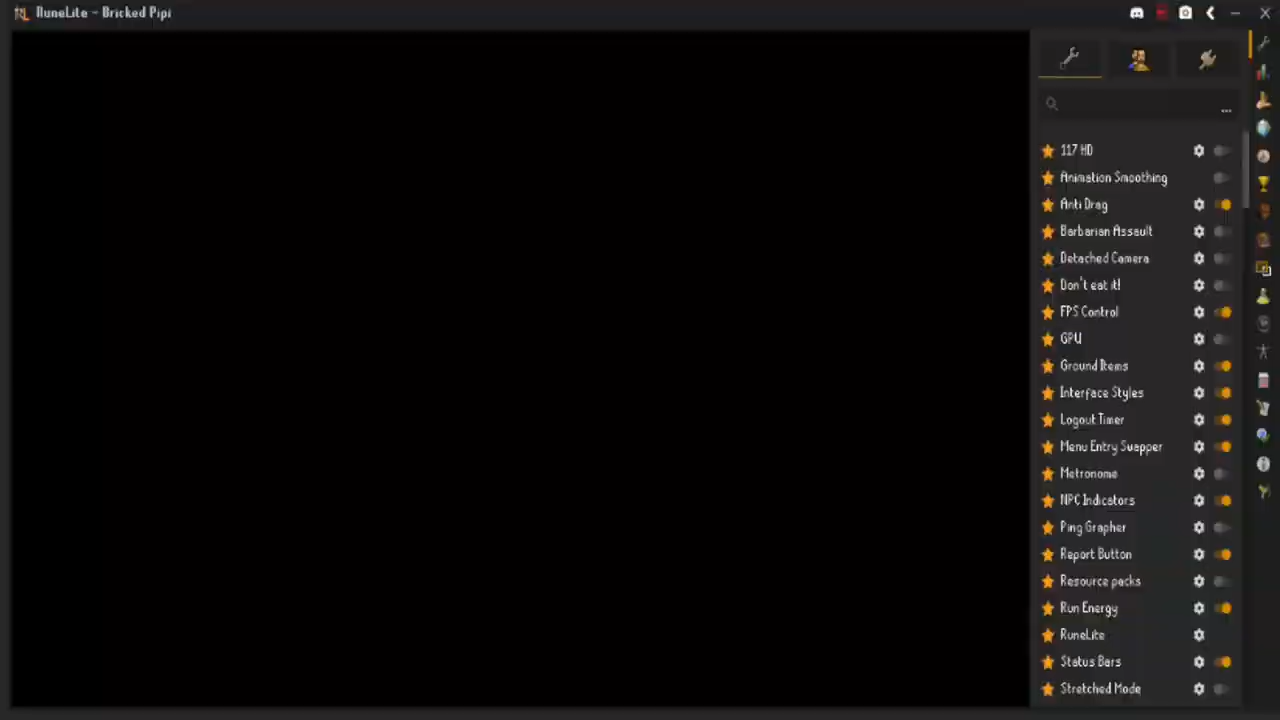 RuneLite - Bricked Pipi
...
117 HD
Animation Smoothing
Anti Drag
Barbarian Assault
Detached Camera
Don't eat it!
FPS Control
GPU
Ground Items
Interface Styles
Logout Timer
Menu Entry Swapper
Metronome
NPC Indicators
Ping Grapher
Report Button
Resource packs
Run Energy
RuneLite
Status Bars
Stretched Mode